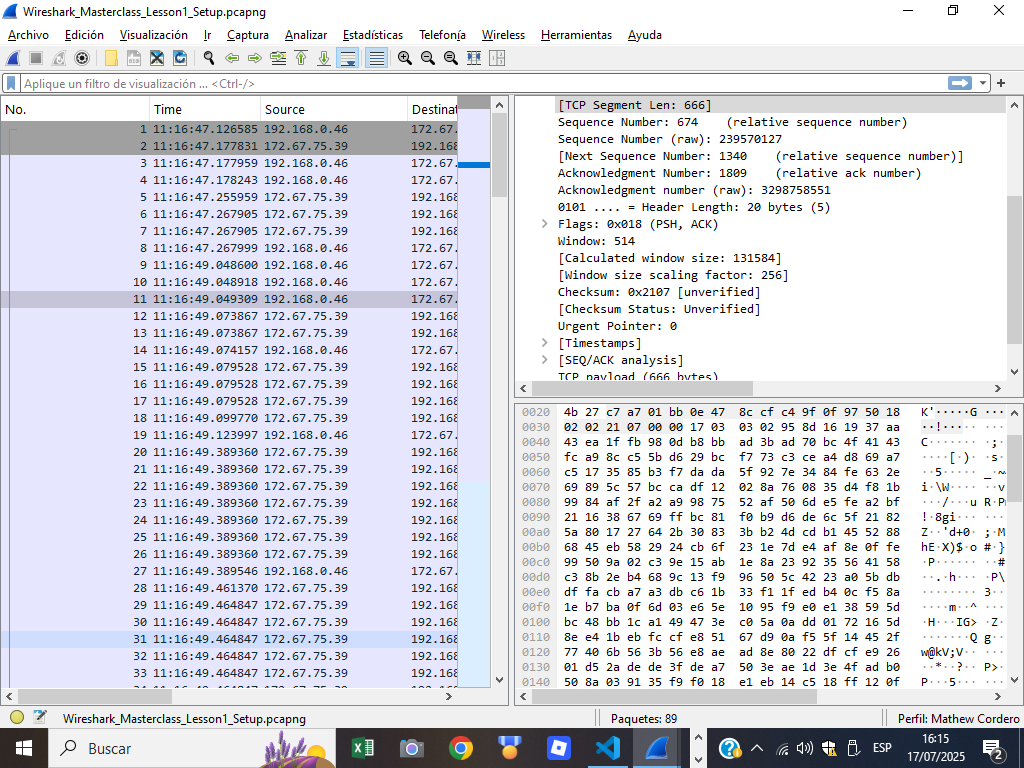 Wireshark_Masterclass_Lesson1_Setup.pcapng
Archivo Edición Visualización Ir Captura Analizar Estadísticas Telefonía Wireless Herramientas Ayuda
Aplique un filtro de visualización ... <Ctrl-/>
No. Time Source Destinat
1 11:16:47.126585 192.168.0.46 172.67.
2 11:16:47.177831 172.67.75.39 192.168
3 11:16:47.177959 192.168.0.46 172.67.
4 11:16:47.178243 192.168.0.46 172.67.
5 11:16:47.255959 172.67.75.39 192.168
6 11:16:47.267905 172.67.75.39 192.168
7 11:16:47.267905 172.67.75.39 192.168
8 11:16:47.267999 192.168.0.46 172.67.
9 11:16:49.048600 192.168.0.46 172.67.
10 11:16:49.048918 192.168.0.46 172.67.
11 11:16:49.049309 192.168.0.46 172.67.
12 11:16:49.073867 172.67.75.39 192.168
13 11:16:49.073867 172.67.75.39 192.168
14 11:16:49.074157 192.168.0.46 172.67.
15 11:16:49.079528 172.67.75.39 192.168
16 11:16:49.079528 172.67.75.39 192.168
17 11:16:49.079528 172.67.75.39 192.168
18 11:16:49.099770 172.67.75.39 192.168
19 11:16:49.123997 192.168.0.46 172.67.
20 11:16:49.389360 172.67.75.39 192.168
21 11:16:49.389360 172.67.75.39 192.168
22 11:16:49.389360 172.67.75.39 192.168
23 11:16:49.389360 172.67.75.39 192.168
24 11:16:49.389360 172.67.75.39 192.168
25 11:16:49.389360 172.67.75.39 192.168
26 11:16:49.389360 172.67.75.39 192.168
27 11:16:49.389546 192.168.0.46 172.67.
28 11:16:49.461370 172.67.75.39 192.168
29 11:16:49.464847 172.67.75.39 192.168
30 11:16:49.464847 172.67.75.39 192.168
31 11:16:49.464847 172.67.75.39 192.168
32 11:16:49.464847 172.67.75.39 192.168
33 11:16:49.464847 172.67.75.39 192.168
[TCP Segment Len: 666]
Sequence Number: 674 (relative sequence number)
Sequence Number (raw): 239570127
[Next Sequence Number: 1340 (relative sequence number)]
Acknowledgment Number: 1809 (relative ack number)
Acknowledgment number (raw): 3298758551
0101 .... = Header Length: 20 bytes (5)
Flags: 0x018 (PSH, ACK)
Window: 514
[Calculated window size: 131584]
[Window size scaling factor: 256]
Checksum: 0x2107 [unverified]
[Checksum Status: Unverified]
Urgent Pointer: 0
[Timestamps]
[SEQ/ACK analysis]
TCP payload (666 bytes)
0020 4b 27 c7 a7 01 bb 0e 47 8c cf c4 9f 0f 97 50 18 K'·····G ···
0030 02 02 21 07 00 00 17 03 03 02 95 8d 16 19 37 aa ··!·····
0040 43 ea 1f fb 98 0d b8 bb ad 3b ad 70 bc 4f 41 43 C······· ·;
0050 fc a9 8c c5 5b d6 29 bc f7 73 c3 ce a4 d8 69 a7 ····[·)· ·s
0060 c5 17 35 85 b3 f7 da da 5f 92 7e 34 84 fe 63 2e ··5····· _·~
0070 69 89 5c 57 bc ca df 12 02 8a 76 08 35 d4 f8 1b i·\W···· ··v
0080 99 84 af 2f a2 a9 98 75 52 af 50 6d e5 fe a2 bf ···/···u R·P
0090 21 16 38 67 69 ff bc 81 f0 b9 d6 de 6c 5f 21 82 !·8gi··· ···
00a0 5a 80 17 27 64 2b 30 83 3b b2 4d cd b1 45 52 88 Z··'d+0· ;·M
00b0 68 45 eb 58 29 24 cb 6f 23 1e 7d e4 af 8e 0f fe hE·X)$·o #·}
00c0 99 50 9a 02 c3 9e 15 ab 1e 8a 23 92 35 56 41 58 ·P······ ··#
00d0 c3 8b 2e b4 68 9c 13 f9 96 50 5c 42 23 a0 5b db ··.·h··· ·P\
00e0 df fa cb a7 a3 db c6 1b 33 f1 1f ed b4 0c f5 8a ········ 3··
00f0 1e b7 ba 0f 6d 03 e6 5e 10 95 f9 e0 e1 38 59 5d ····m··^ ···
0100 bc 48 bb 1c a1 49 47 3e c0 5a 0a dd 01 72 16 5d ·H···IG> ·Z·
0110 8e e4 1b eb fc cf e8 51 67 d9 0a f5 5f 14 45 2f ·······Q g··
0120 77 40 6b 56 3b 56 e8 ae ad 8e 80 22 df cf e9 26 w@kV;V·· ···
0130 01 d5 2a de de 3f de a7 50 3e ae 1d 3e 4f ad b0 ··*··?·· P>·
0140 50 8a 03 91 35 f9 f0 18 e1 eb 14 c5 18 ff 12 0f P···5··· ···
Wireshark_Masterclass_Lesson1_Setup.pcapng Paquetes: 89 Perfil: Mathew Cordero
Buscar ESP 16:15
17/07/2025
2